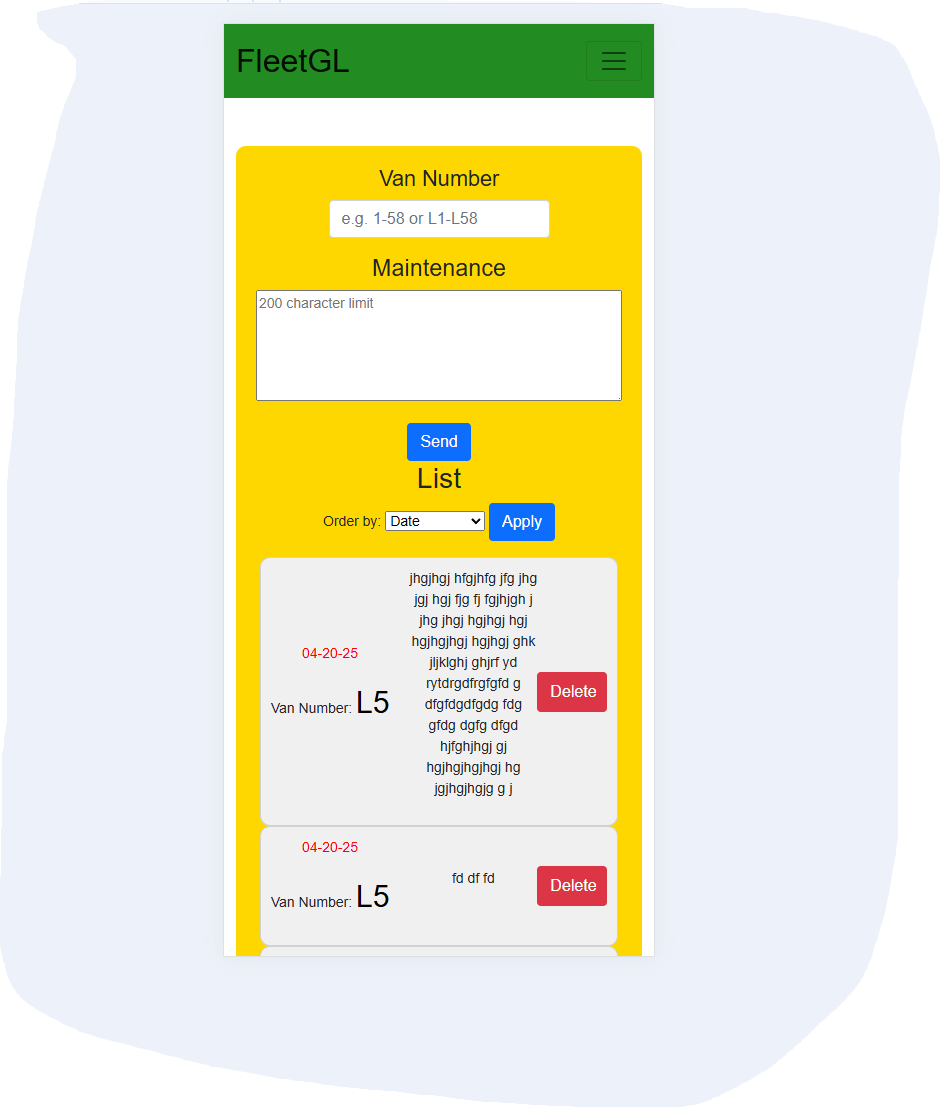 FleetGL
Van Number
e.g. 1-58 or L1-L58
Maintenance
200 character limit
Send
List
Order by: Date Apply
jhgjhgj hfgjhfg jfg jhg
jgj hgj fjg fj fgjhjgh j
jhg jhgj hgjhgj hgj
hgjhgjhgj hgjhgj ghk
jljklghj ghjrf yd
rytdrgdfrgfgfd g
dfgfdgdfgdg fdg
gfdg dgfg dfgd
hjfghjhgj gj
hgjhgjhgjhgj hg
jgjhgjhgjg g j
04-20-25
Van Number: L5
Delete
04-20-25
Van Number: L5
fd df fd
Delete